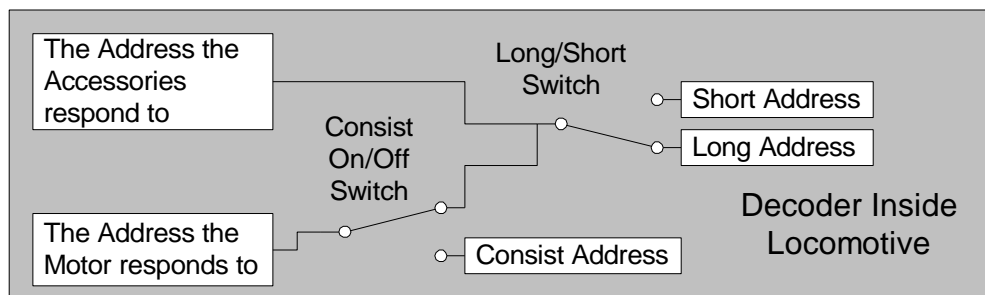 The Address the
Accessories
respond to
Long/Short
Switch
Short Address
Long Address
Consist
On/Off
Switch
The Address the
Motor responds to
Consist Address
Decoder Inside
Locomotive